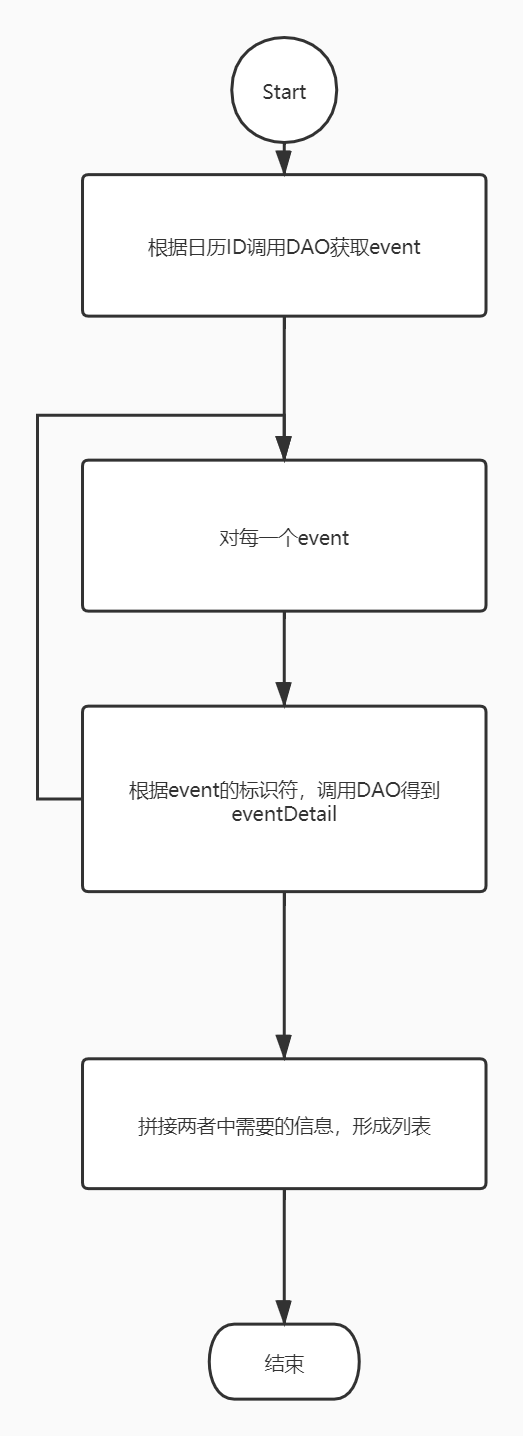 Start
根据日历ID调用DAO获取event
对每一个event
根据event的标识符，调用DAO得到
eventDetail
拼接两者中需要的信息，形成列表
结束